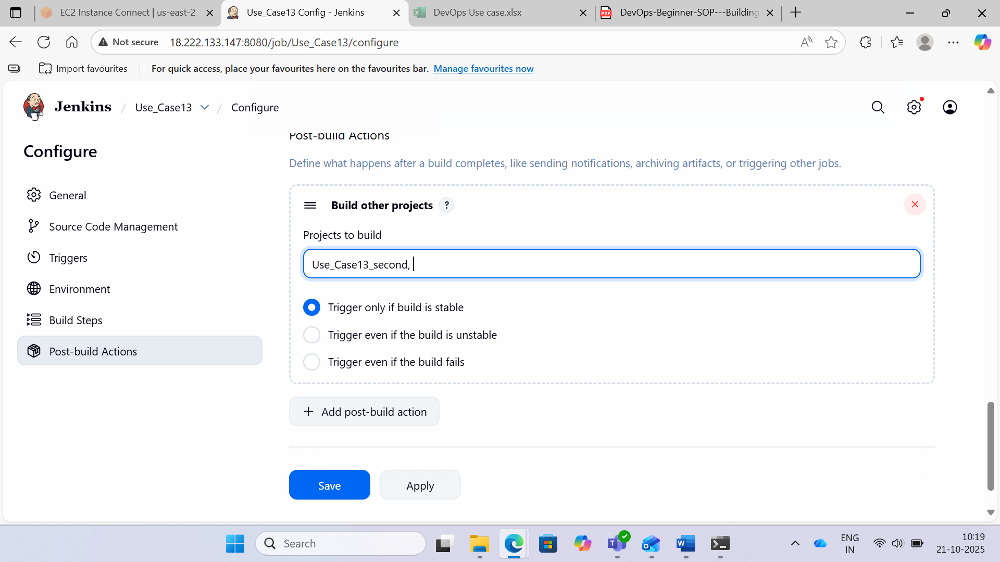 EC2 Instance Connect | us-east-2
Use_Case13 Config - Jenkins
DevOps Use case.xlsx
DevOps-Beginner-SOP---Building
Not secure
18.222.133.147:8080/job/Use_Case13/configure
Import favourites
For quick access, place your favourites here on the favourites bar. Manage favourites now
Jenkins / Use_Case13 / Configure
Configure
General
Source Code Management
Triggers
Environment
Build Steps
Post-build Actions
Post-build Actions
Define what happens after a build completes, like sending notifications, archiving artifacts, or triggering other jobs.
Build other projects ?
Projects to build
Use_Case13_second,
Trigger only if build is stable
Trigger even if the build is unstable
Trigger even if the build fails
+ Add post-build action
Save
Apply
Search
ENG
IN
10:19
21-10-2025